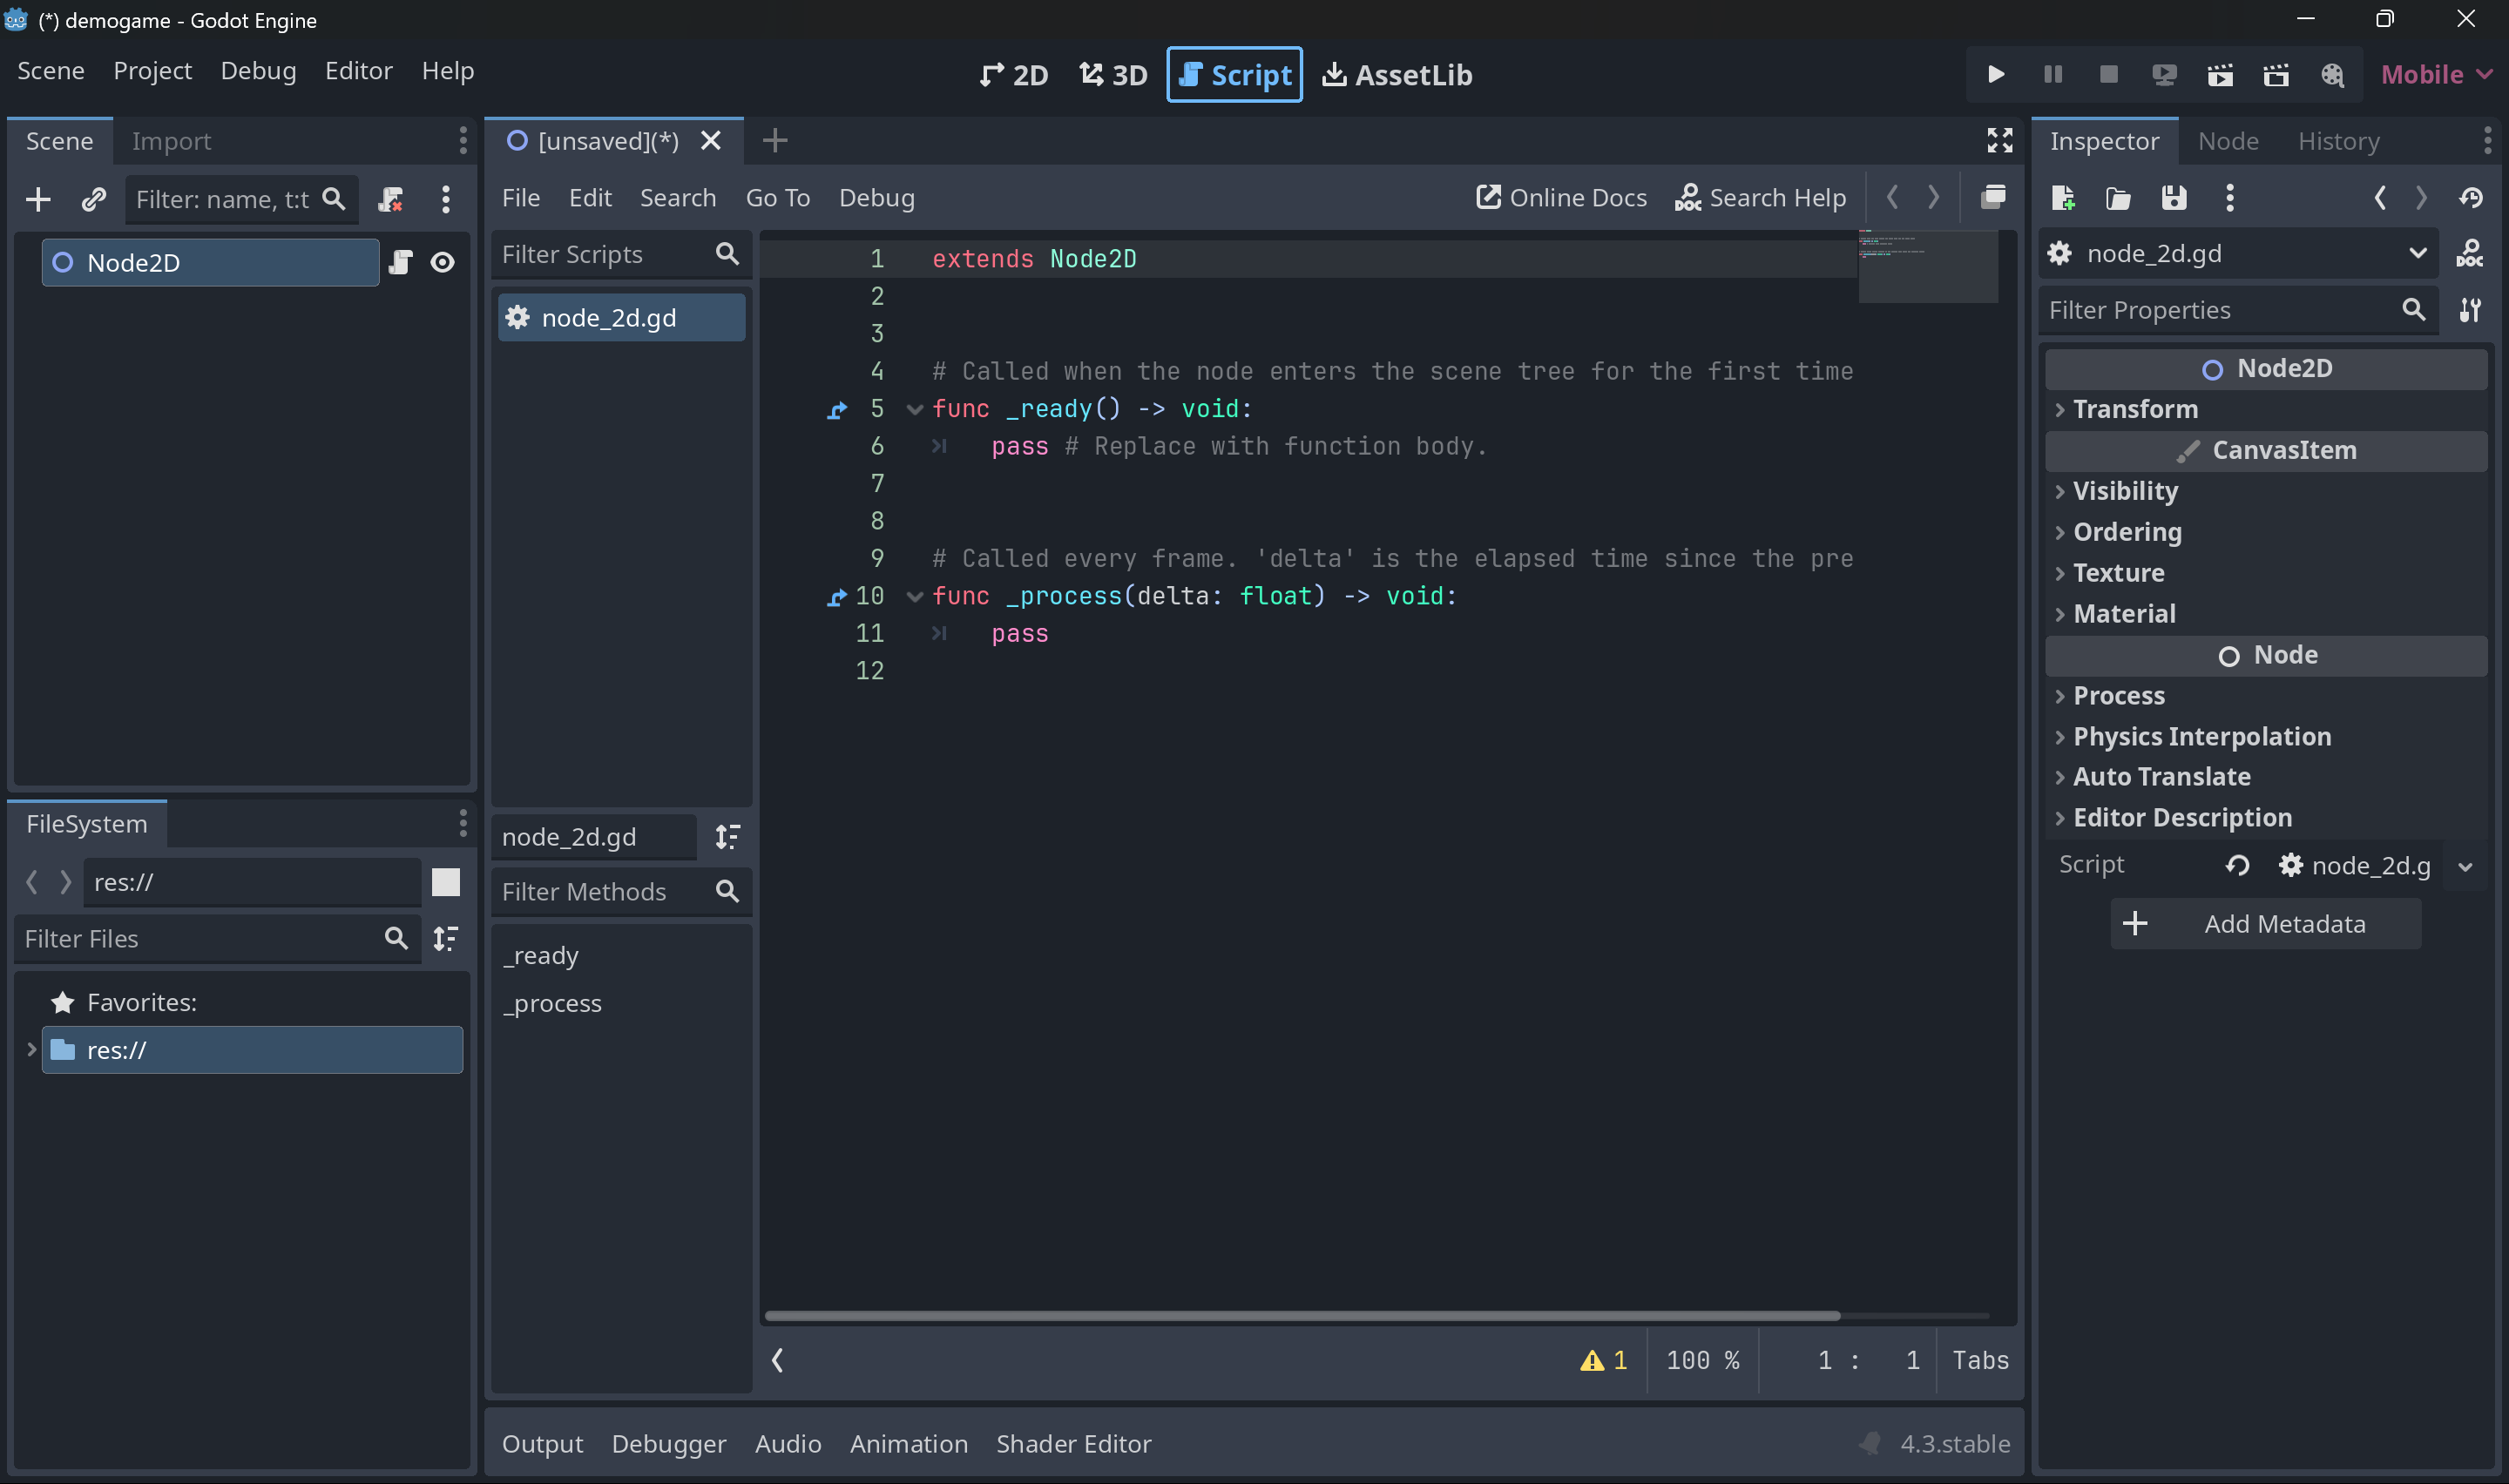 (*) demogame - Godot Engine
Scene Project Debug Editor Help
2D 3D Script AssetLib
Mobile
Scene Import
Filter: name, t:t
Node2D
FileSystem
res://
Filter Files
Favorites:
res://
[unsaved](*)
File Edit Search Go To Debug
Online Docs Search Help
Filter Scripts
node_2d.gd
node_2d.gd
Filter Methods
_ready
_process
1 extends Node2D
2
3
4 # Called when the node enters the scene tree for the first time
5 func _ready() -> void:
6 pass # Replace with function body.
7
8
9 # Called every frame. 'delta' is the elapsed time since the pre
10 func _process(delta: float) -> void:
11 pass
12
1 100 % 1 : 1 Tabs
Output Debugger Audio Animation Shader Editor 4.3.stable
Inspector Node History
node_2d.gd
DOC
Filter Properties
Node2D
Transform
CanvasItem
Visibility
Ordering
Texture
Material
Node
Process
Physics Interpolation
Auto Translate
Editor Description
Script node_2d.g
Add Metadata